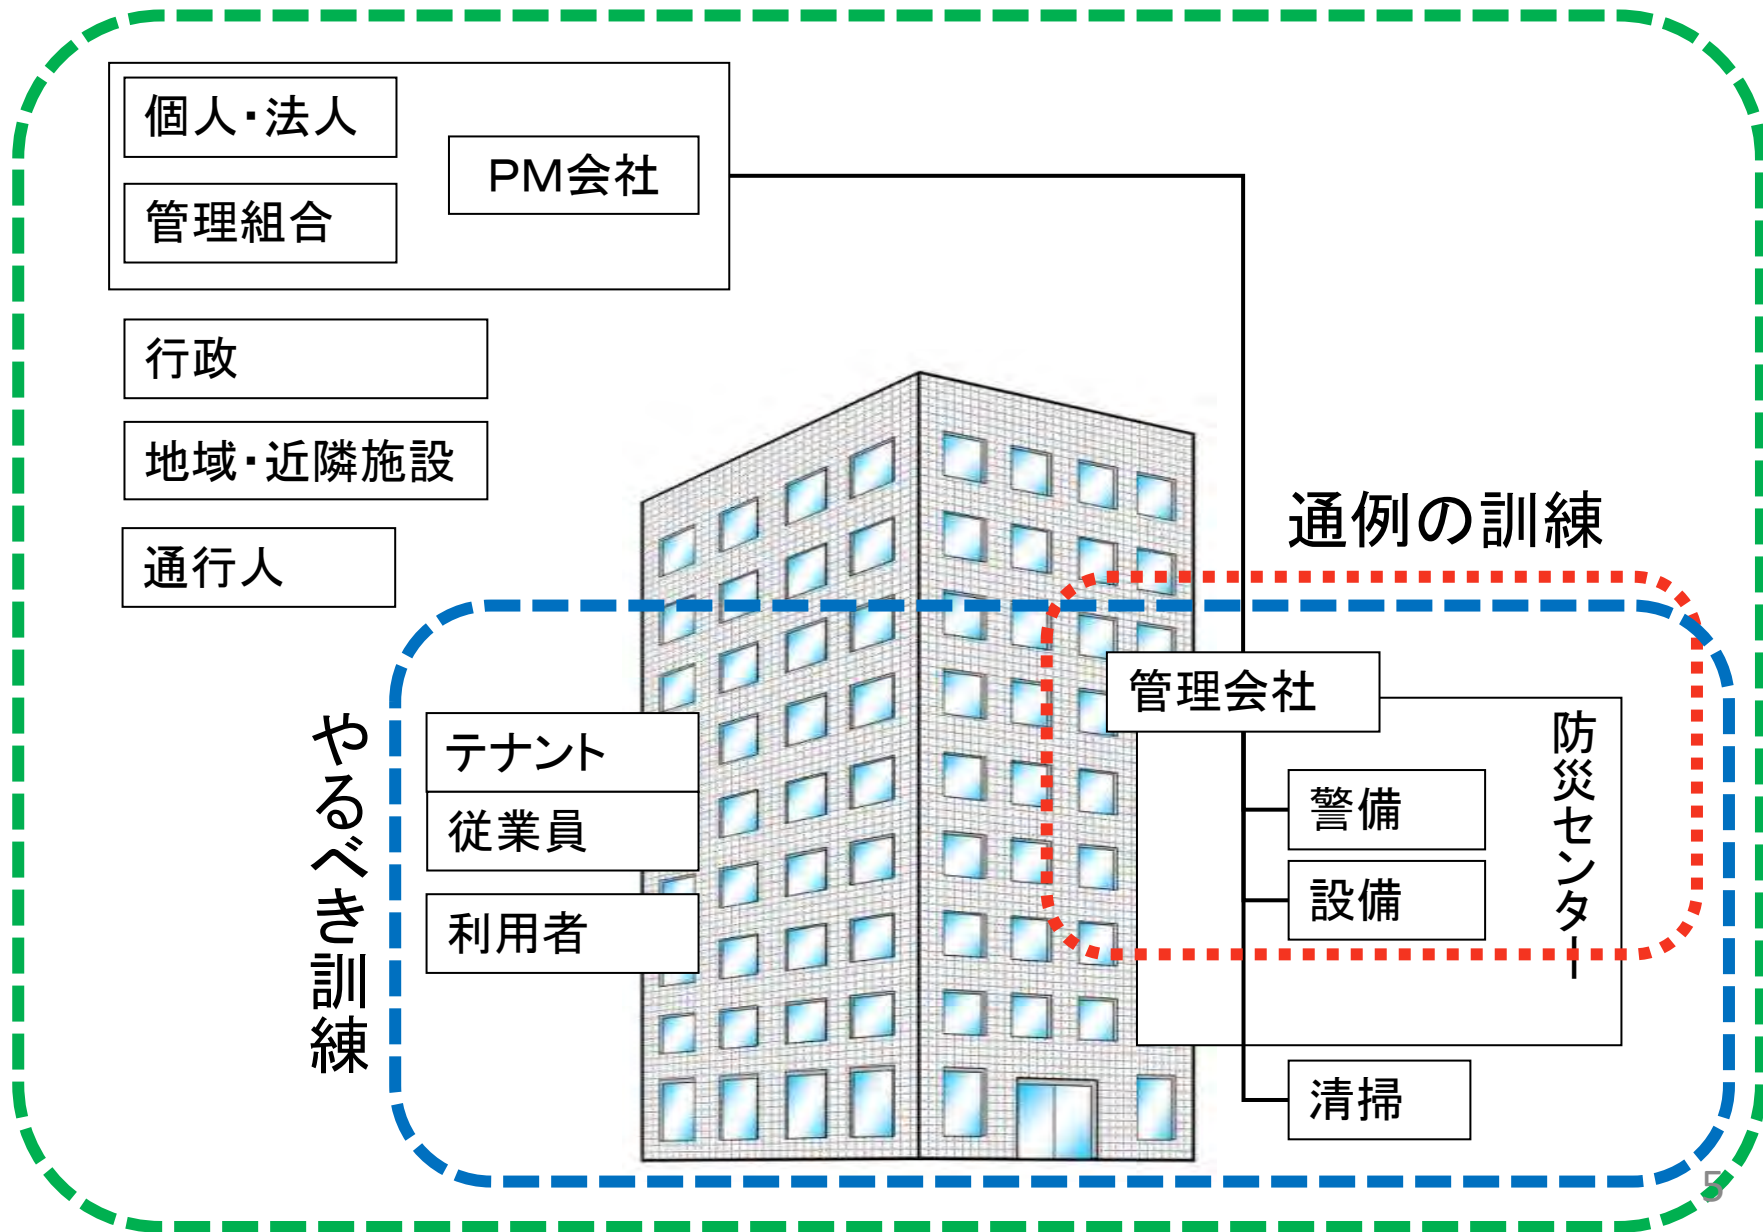 個人・法人
PM会社
管理組合
行政
地域・近隣施設
通行人
通例の訓練
やるべき訓練
管理会社
防災センター
テナント
従業員
利用者
警備
設備
清掃
5